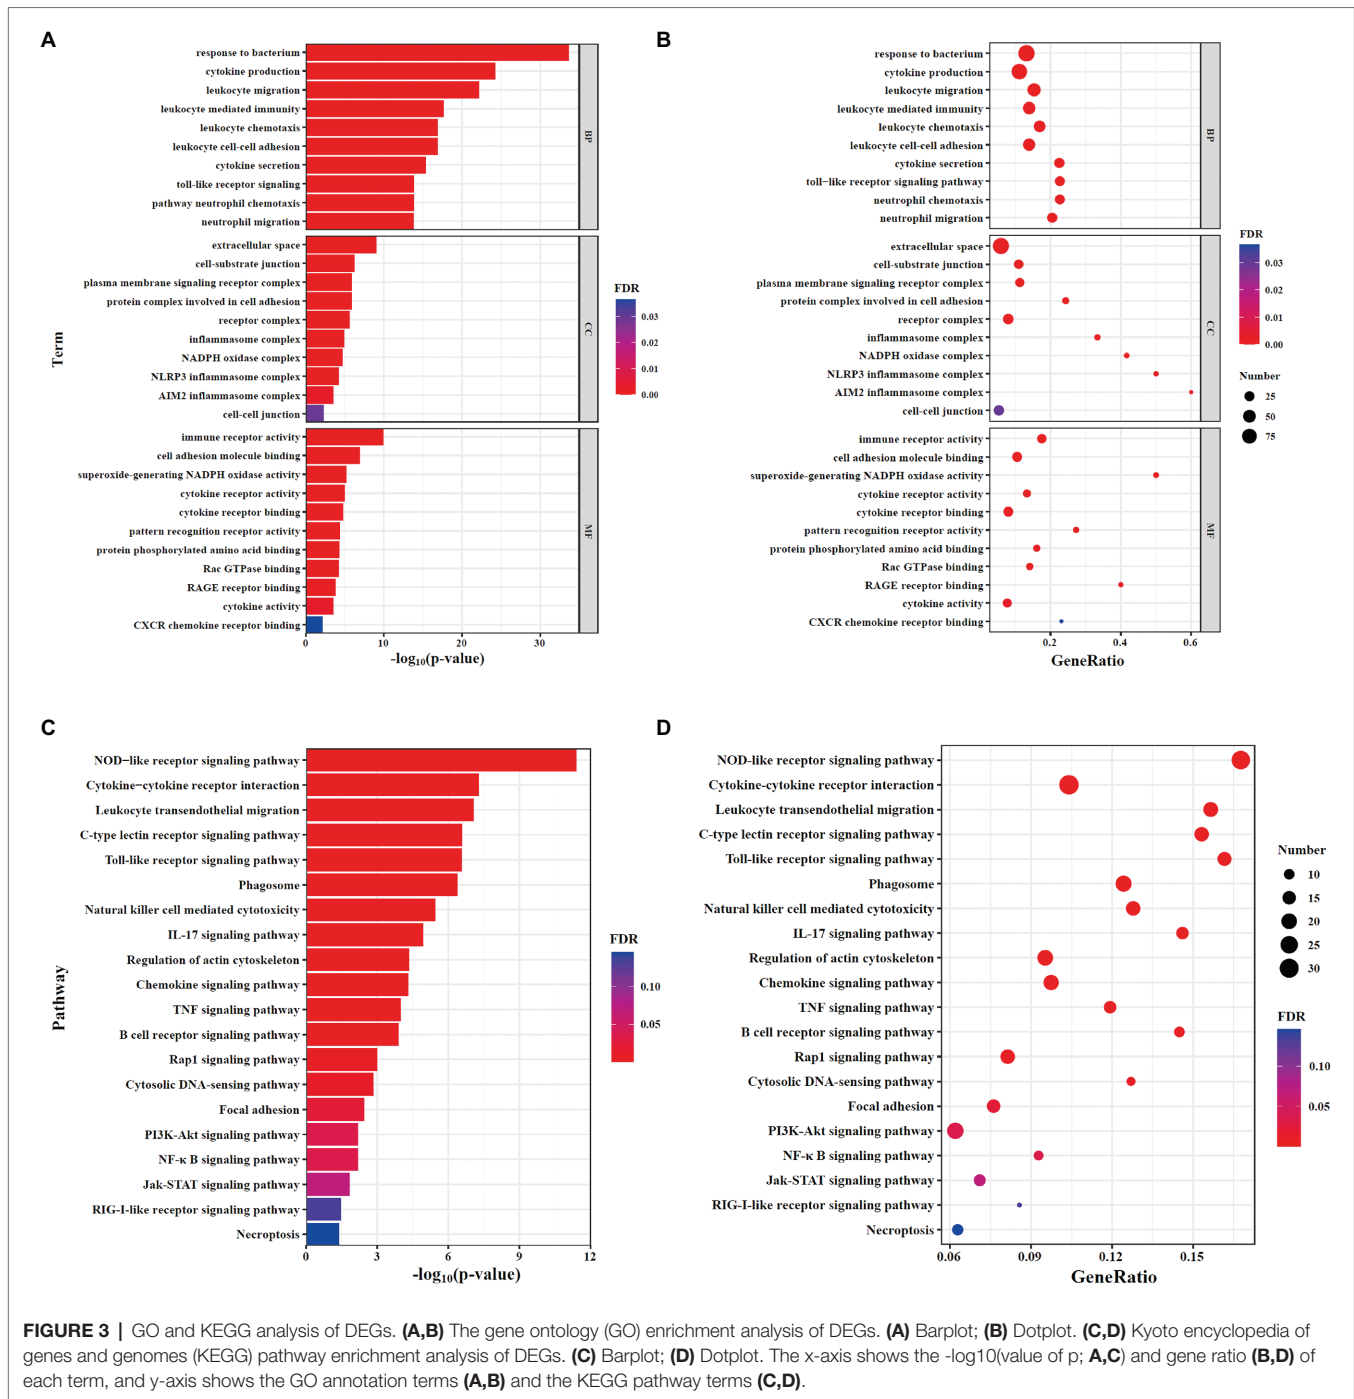 A
response to bacterium
cytokine production
leukocyte migration
leukocyte mediated immunity
leukocyte chemotaxis
leukocyte cell-cell adhesion
cytokine secretion
toll-like receptor signaling
pathway neutrophil chemotaxis
neutrophil migration
BP
extracellular space
cell-substrate junction
plasma membrane signaling receptor complex
protein complex involved in cell adhesion
receptor complex
inflammasome complex
NADPH oxidase complex
NLRP3 inflammasome complex
AIM2 inflammasome complex
cell-cell junction
CC
immune receptor activity
cell adhesion molecule binding
superoxide-generating NADPH oxidase activity
cytokine receptor activity
cytokine receptor binding
pattern recognition receptor activity
protein phosphorylated amino acid binding
Rac GTPase binding
RAGE receptor binding
cytokine activity
CXCR chemokine receptor binding
MF
0 10 20 30
-log10(p-value)
Term
FDR
0.03
0.02
0.01
0.00
B
response to bacterium
cytokine production
leukocyte migration
leukocyte mediated immunity
leukocyte chemotaxis
leukocyte cell-cell adhesion
cytokine secretion
toll−like receptor signaling pathway
neutrophil chemotaxis
neutrophil migration
BP
extracellular space
cell-substrate junction
plasma membrane signaling receptor complex
protein complex involved in cell adhesion
receptor complex
inflammasome complex
NADPH oxidase complex
NLRP3 inflammasome complex
AIM2 inflammasome complex
cell-cell junction
CC
immune receptor activity
cell adhesion molecule binding
superoxide-generating NADPH oxidase activity
cytokine receptor activity
cytokine receptor binding
pattern recognition receptor activity
protein phosphorylated amino acid binding
Rac GTPase binding
RAGE receptor binding
cytokine activity
CXCR chemokine receptor binding
MF
0.2 0.4 0.6
GeneRatio
FDR
0.03
0.02
0.01
0.00
Number
25
50
75
C
NOD−like receptor signaling pathway
Cytokine−cytokine receptor interaction
Leukocyte transendothelial migration
C-type lectin receptor signaling pathway
Toll-like receptor signaling pathway
Phagosome
Natural killer cell mediated cytotoxicity
IL-17 signaling pathway
Regulation of actin cytoskeleton
Chemokine signaling pathway
TNF signaling pathway
B cell receptor signaling pathway
Rap1 signaling pathway
Cytosolic DNA-sensing pathway
Focal adhesion
PI3K-Akt signaling pathway
NF-κ B signaling pathway
Jak-STAT signaling pathway
RIG-I-like receptor signaling pathway
Necroptosis
0 3 6 9 12
-log10(p-value)
Pathway
FDR
0.10
0.05
D
NOD-like receptor signaling pathway
Cytokine-cytokine receptor interaction
Leukocyte transendothelial migration
C-type lectin receptor signaling pathway
Toll-like receptor signaling pathway
Phagosome
Natural killer cell mediated cytotoxicity
IL-17 signaling pathway
Regulation of actin cytoskeleton
Chemokine signaling pathway
TNF signaling pathway
B cell receptor signaling pathway
Rap1 signaling pathway
Cytosolic DNA-sensing pathway
Focal adhesion
PI3K-Akt signaling pathway
NF-κ B signaling pathway
Jak-STAT signaling pathway
RIG-I-like receptor signaling pathway
Necroptosis
0.06 0.09 0.12 0.15
GeneRatio
Number
10
15
20
25
30
FDR
0.10
0.05
FIGURE 3 | GO and KEGG analysis of DEGs. (A,B) The gene ontology (GO) enrichment analysis of DEGs. (A) Barplot; (B) Dotplot. (C,D) Kyoto encyclopedia of
genes and genomes (KEGG) pathway enrichment analysis of DEGs. (C) Barplot; (D) Dotplot. The x-axis shows the -log10(value of p; A,C) and gene ratio (B,D) of
each term, and y-axis shows the GO annotation terms (A,B) and the KEGG pathway terms (C,D).